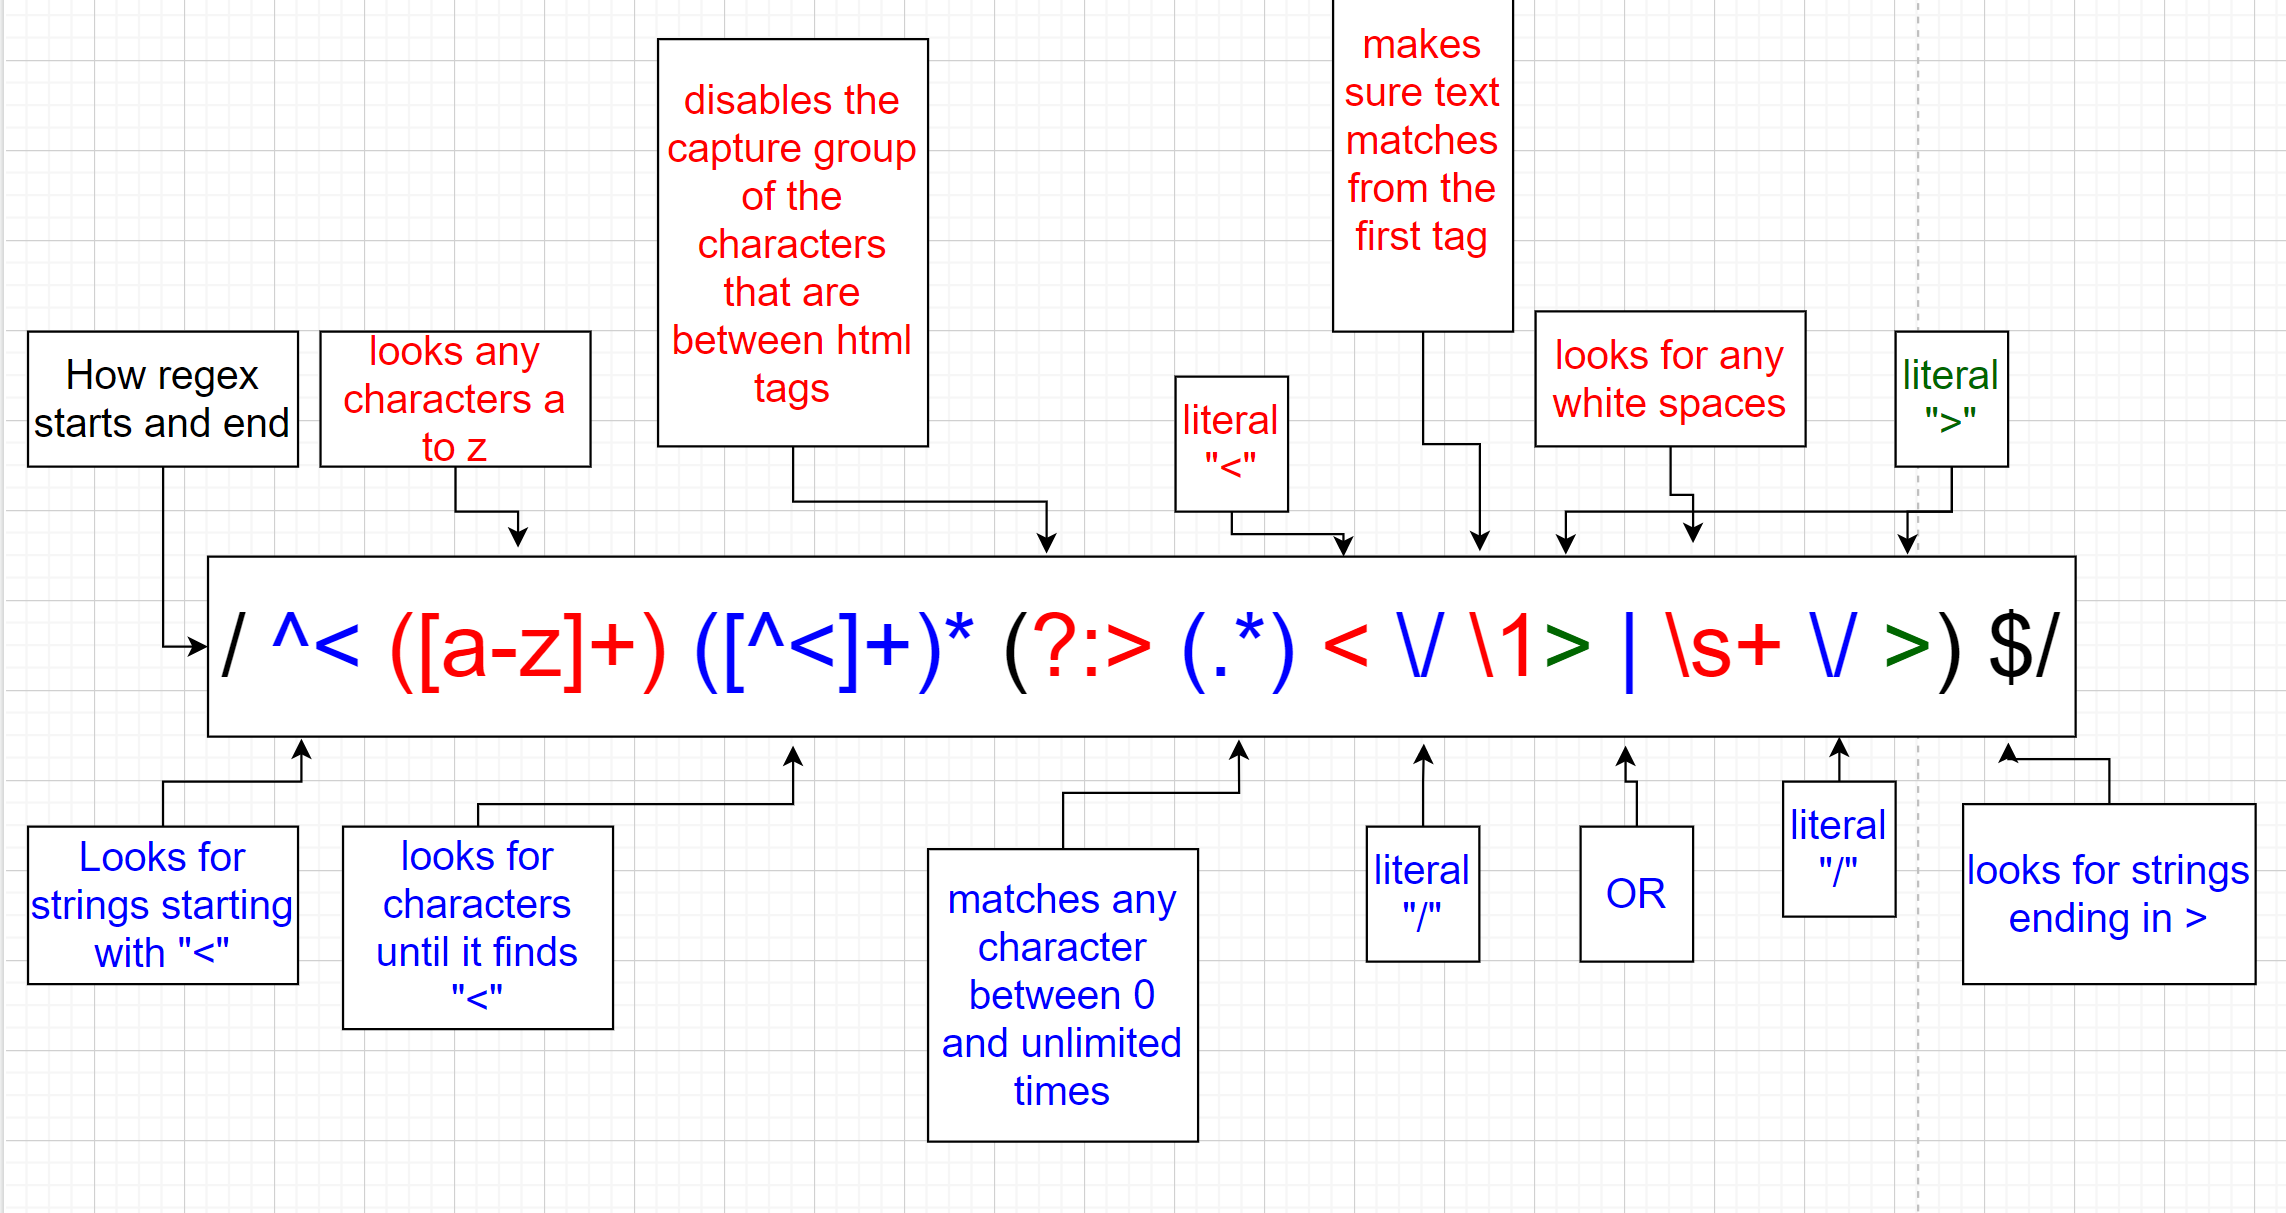 makes
sure text
matches
from the
first tag
disables the
capture group
of the
characters
that are
between html
tags
How regex
starts and end
looks any
characters a
to z
literal
"<"
looks for any
white spaces
literal
">"
/ ^< ([a-z]+) ([^<]+)* (?:> (.*) < \/ \1> | \s+ \/ >) $/
Looks for
strings starting
with "<"
looks for
characters
until it finds
"<"
matches any
character
between 0
and unlimited
times
literal
"/"
OR
literal
"/"
looks for strings
ending in >